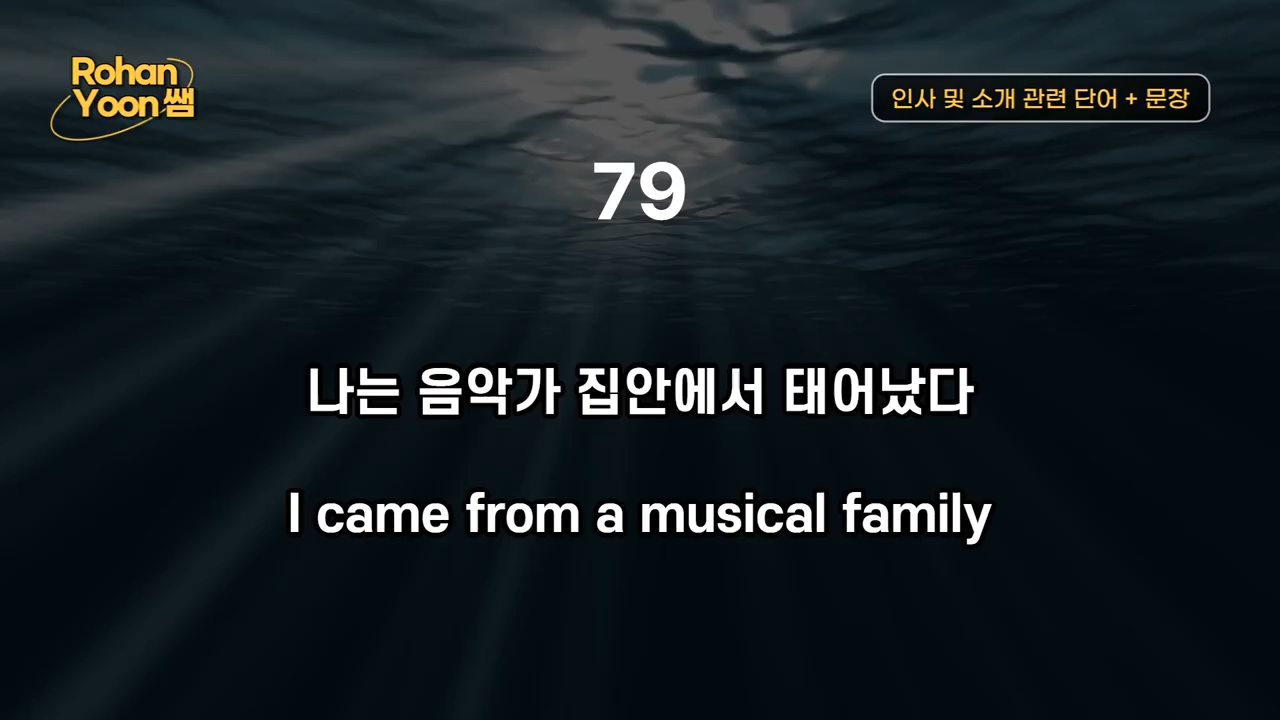 Rohan
Yoon쌤
인사 및 소개 관련 단어 + 문장
79
나는 음악가 집안에서 태어났다
I came from a musical family